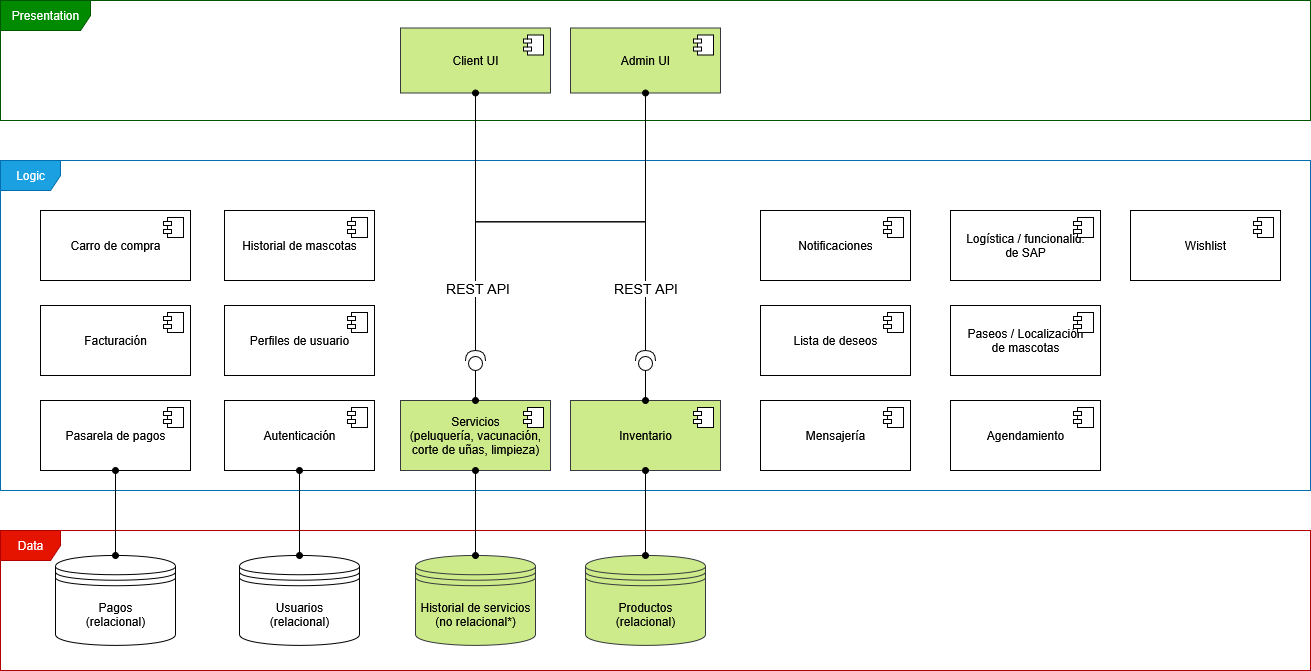 Presentation
Client UI
Admin UI
Logic
Carro de compra
Historial de mascotas
Notificaciones
Logística / funcionalid.
de SAP
Wishlist
REST API
REST API
Facturación
Perfiles de usuario
Lista de deseos
Paseos / Localización
de mascotas
Pasarela de pagos
Autenticación
Servicios
(peluquería, vacunación,
corte de uñas, limpieza)
Inventario
Mensajería
Agendamiento
Data
Pagos
(relacional)
Usuarios
(relacional)
Historial de servicios
(no relacional*)
Productos
(relacional)